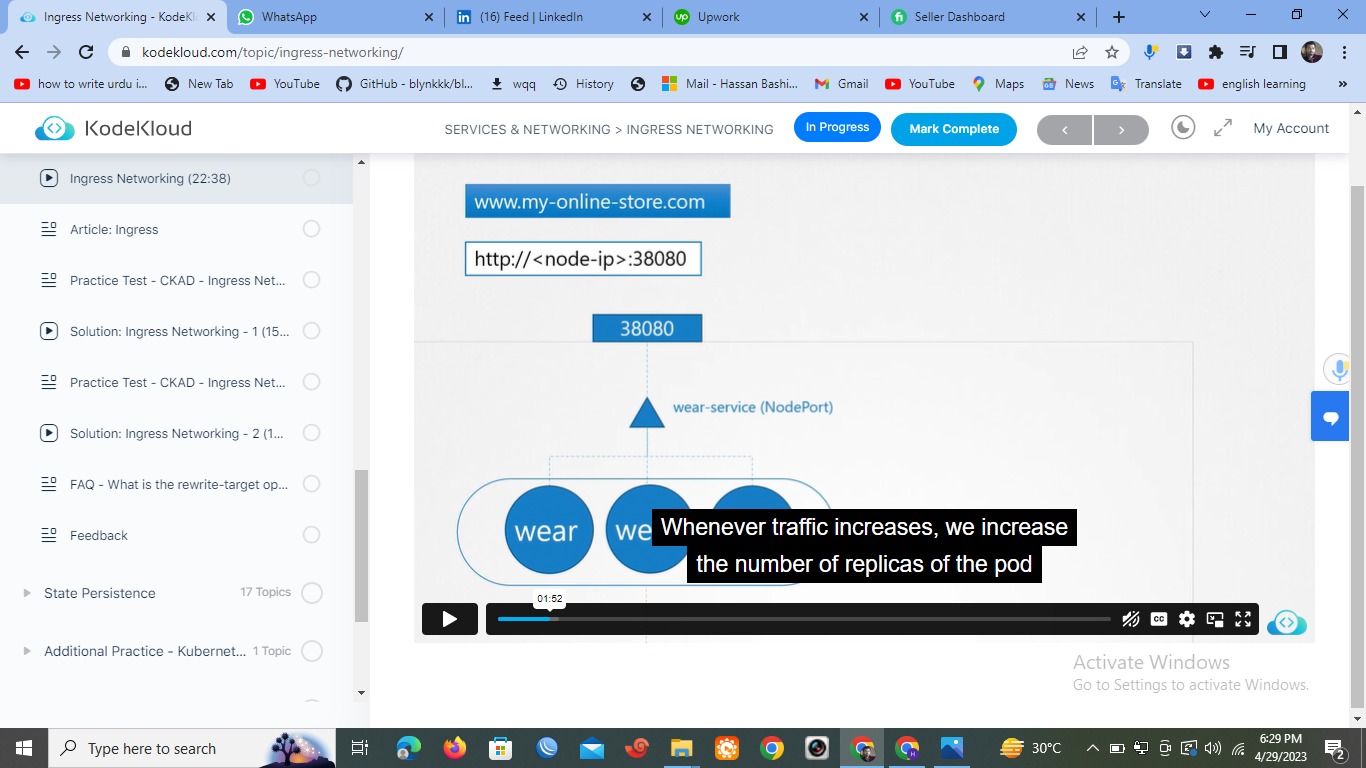 Ingress Networking - KodeKl
WhatsApp
(16) Feed | LinkedIn
Upwork
Seller Dashboard
kodekloud.com/topic/ingress-networking/
how to write urdu i...
New Tab
YouTube
GitHub - blynkkk/bl...
wqq
History
Mail - Hassan Bashi...
Gmail
YouTube
Maps
News
Translate
english learning
KodeKloud
SERVICES & NETWORKING > INGRESS NETWORKING
In Progress
Mark Complete
My Account
Ingress Networking (22:38)
Article: Ingress
Practice Test - CKAD - Ingress Net...
Solution: Ingress Networking - 1 (15...
Practice Test - CKAD - Ingress Net...
Solution: Ingress Networking - 2 (1...
FAQ - What is the rewrite-target op...
Feedback
State Persistence
17 Topics
Additional Practice - Kubernet...
1 Topic
www.my-online-store.com
http://<node-ip>:38080
38080
wear-service (NodePort)
wear
we
Whenever traffic increases, we increase
the number of replicas of the pod
01:52
CC
Activate Windows
Go to Settings to activate Windows.
Type here to search
30°C
6:29 PM
4/29/2023
2